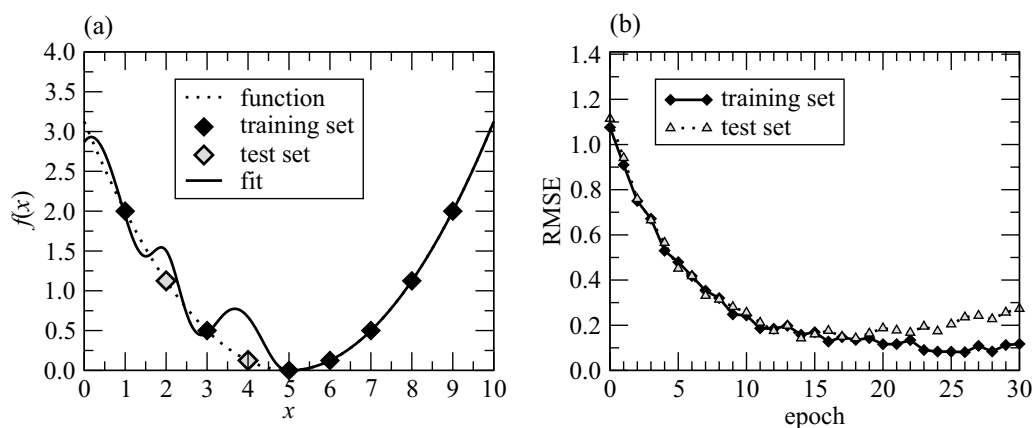 (a)
4.0
3.5
3.0
2.5
2.0
1.5
1.0
0.5
0.0
f(x)
function
training set
test set
fit
0 1 2 3 4 5 6 7 8 9 10
x
(b)
1.4
1.2
1.0
0.8
0.6
0.4
0.2
0.0
RMSE
training set
test set
0 5 10 15 20 25 30
epoch